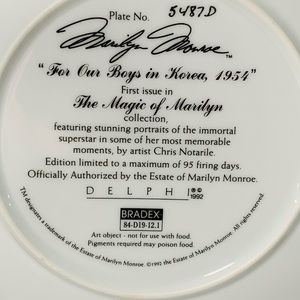 Plate No. 5487D
Marilyn Monroe ™
"For Our Boys in Korea, 1954"
First issue in
The Magic of Marilyn
collection,
featuring stunning portraits of the immortal
superstar in some of her most memorable
moments, by artist Chris Notarile.
Edition limited to a maximum of 95 firing days.
Officially Authorized by the Estate of Marilyn Monroe.
DELPHI ®©
1992
BRADEX
84-D19-12.1
Art object - not for use with food.
Pigments require may poison food.
TM designates a trademark of the Estate of Marilyn Monroe. ©1992 the Estate of Marilyn Monroe.